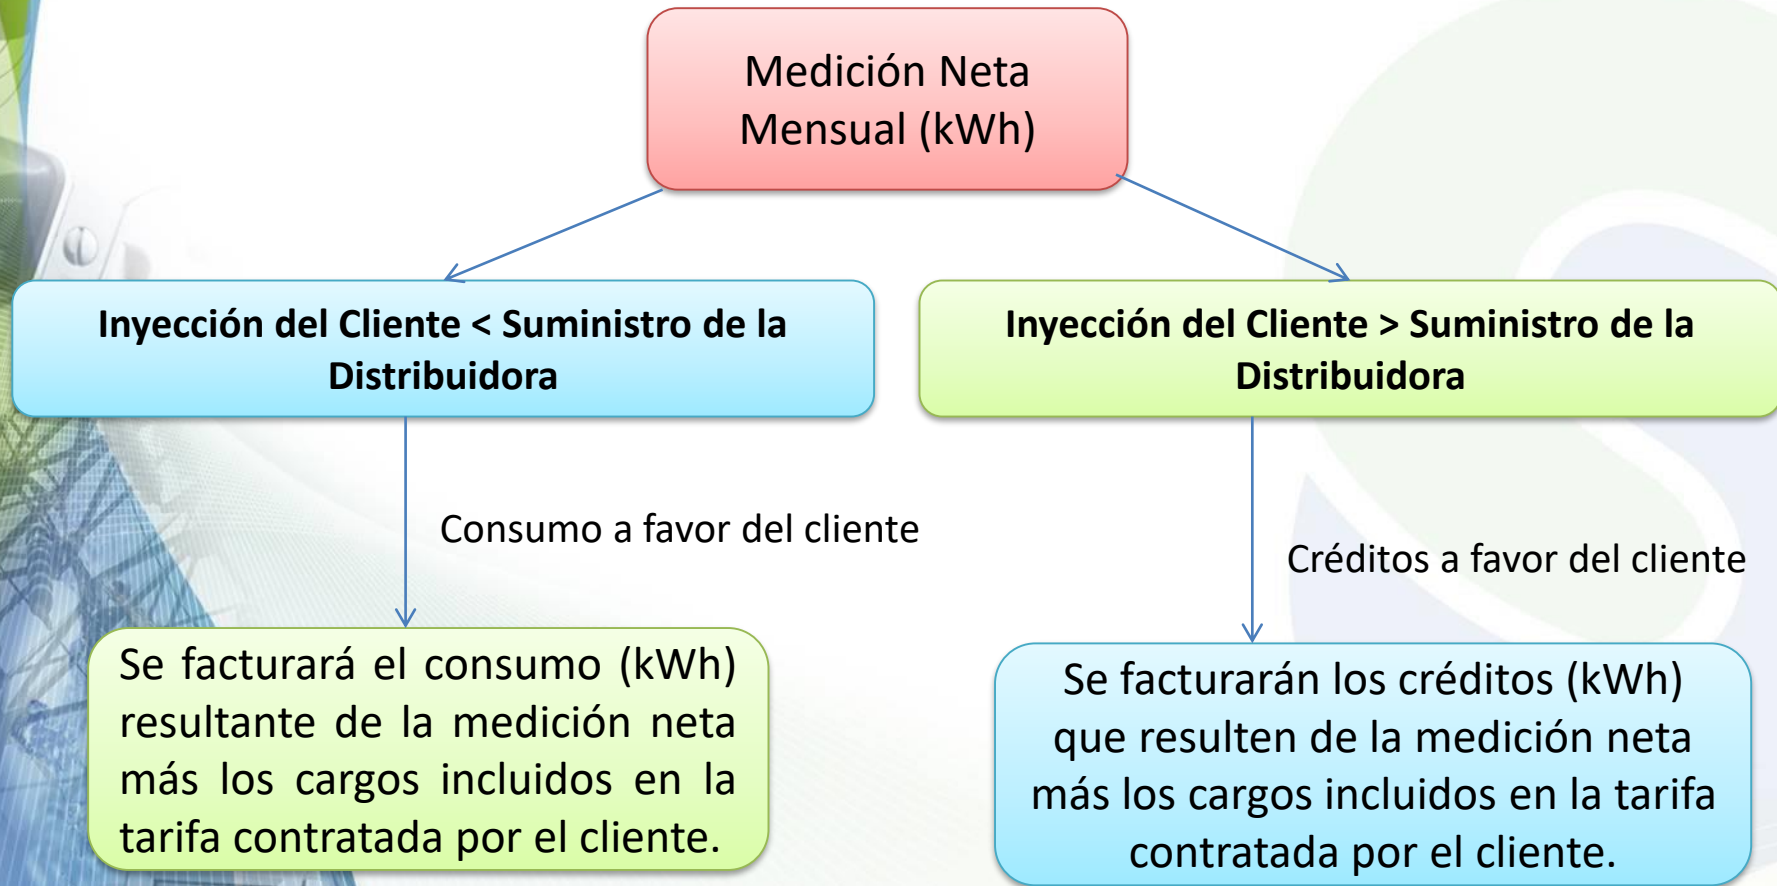 Medición Neta
Mensual (kWh)
Inyección del Cliente < Suministro de la
Distribuidora
Inyección del Cliente > Suministro de la
Distribuidora
Consumo a favor del cliente
Créditos a favor del cliente
Se facturará el consumo (kWh)
resultante de la medición neta
más los cargos incluidos en la
tarifa contratada por el cliente.
Se facturarán los créditos (kWh)
que resulten de la medición neta
más los cargos incluidos en la tarifa
contratada por el cliente.